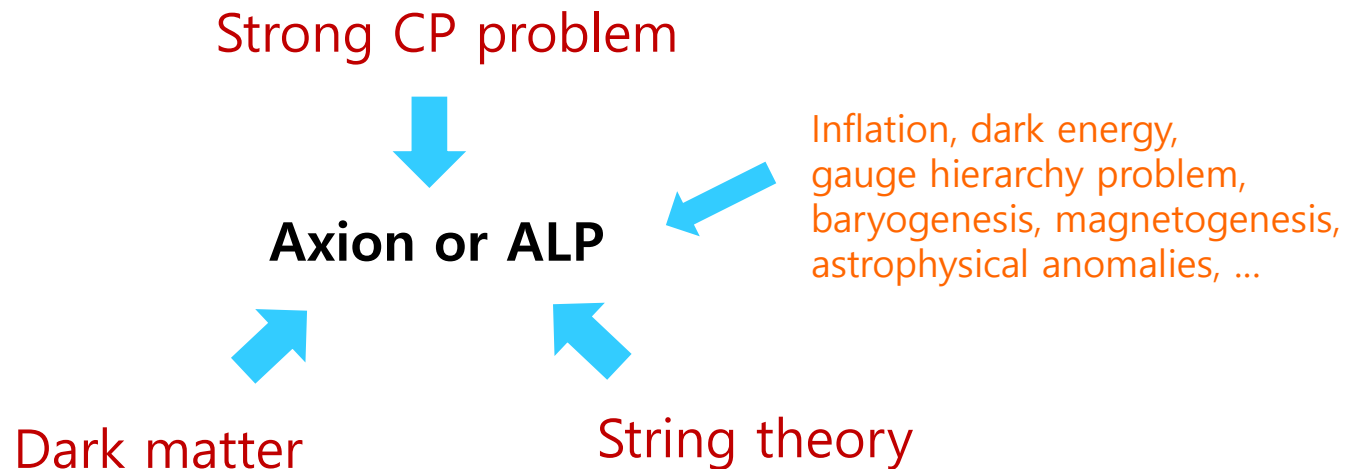 Strong CP problem
Inflation, dark energy,
gauge hierarchy problem,
baryogenesis, magnetogenesis,
astrophysical anomalies, ...
Axion or ALP
Dark matter
String theory